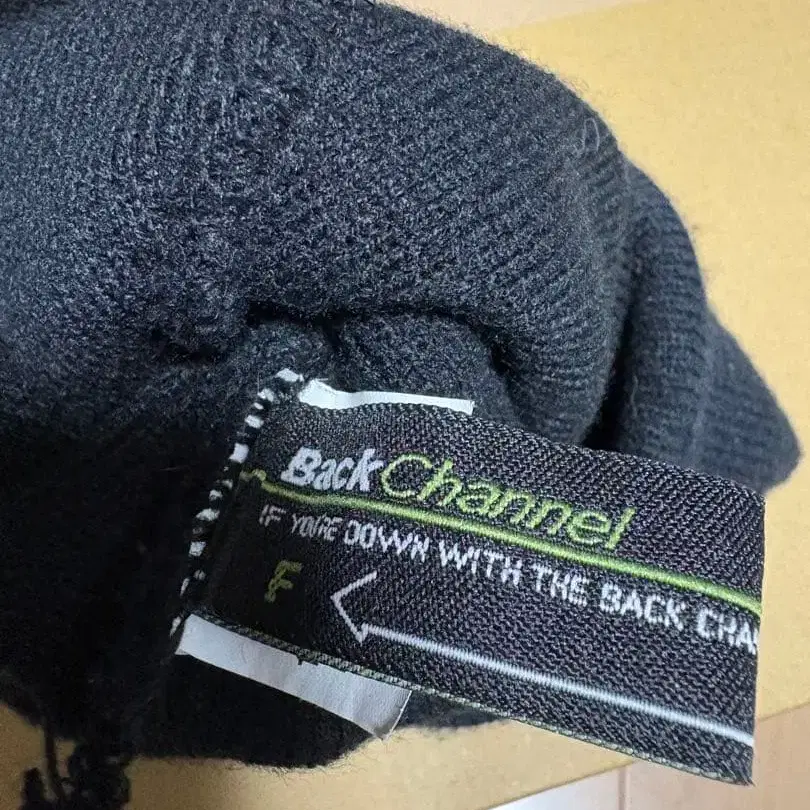 BackChannel
IF YOU'RE DOWN WITH THE BACK CHA
F